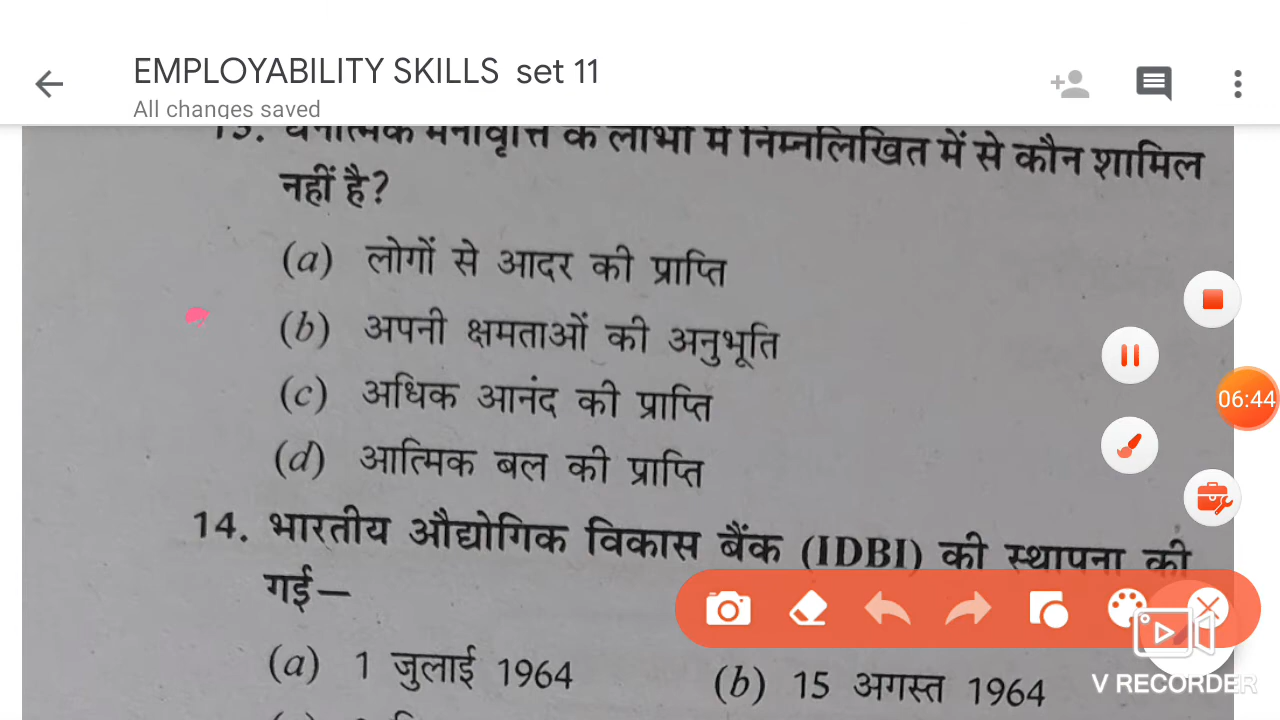 EMPLOYABILITY SKILLS set 11
All changes saved
के लाभों में निम्नलिखित में से कौन शामिल
नहीं है?
(a) लोगों से आदर की प्राप्ति
(b) अपनी क्षमताओं की अनुभूति
(c) अधिक आनंद की प्राप्ति
(d) आत्मिक बल की प्राप्ति
14. भारतीय औद्योगिक विकास बैंक (IDBI) की स्थापना की
गई—
(a) 1 जुलाई 1964 (b) 15 अगस्त 1964
06:44
V RECORDER